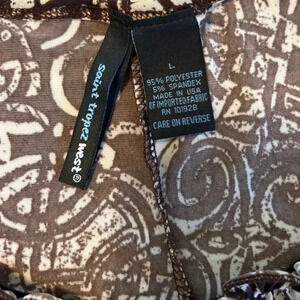 saint tropez west®
L
95% POLYESTER
5% SPANDEX
MADE IN USA
OF IMPORTED FABRIC
RN 101928
CARE ON REVERSE